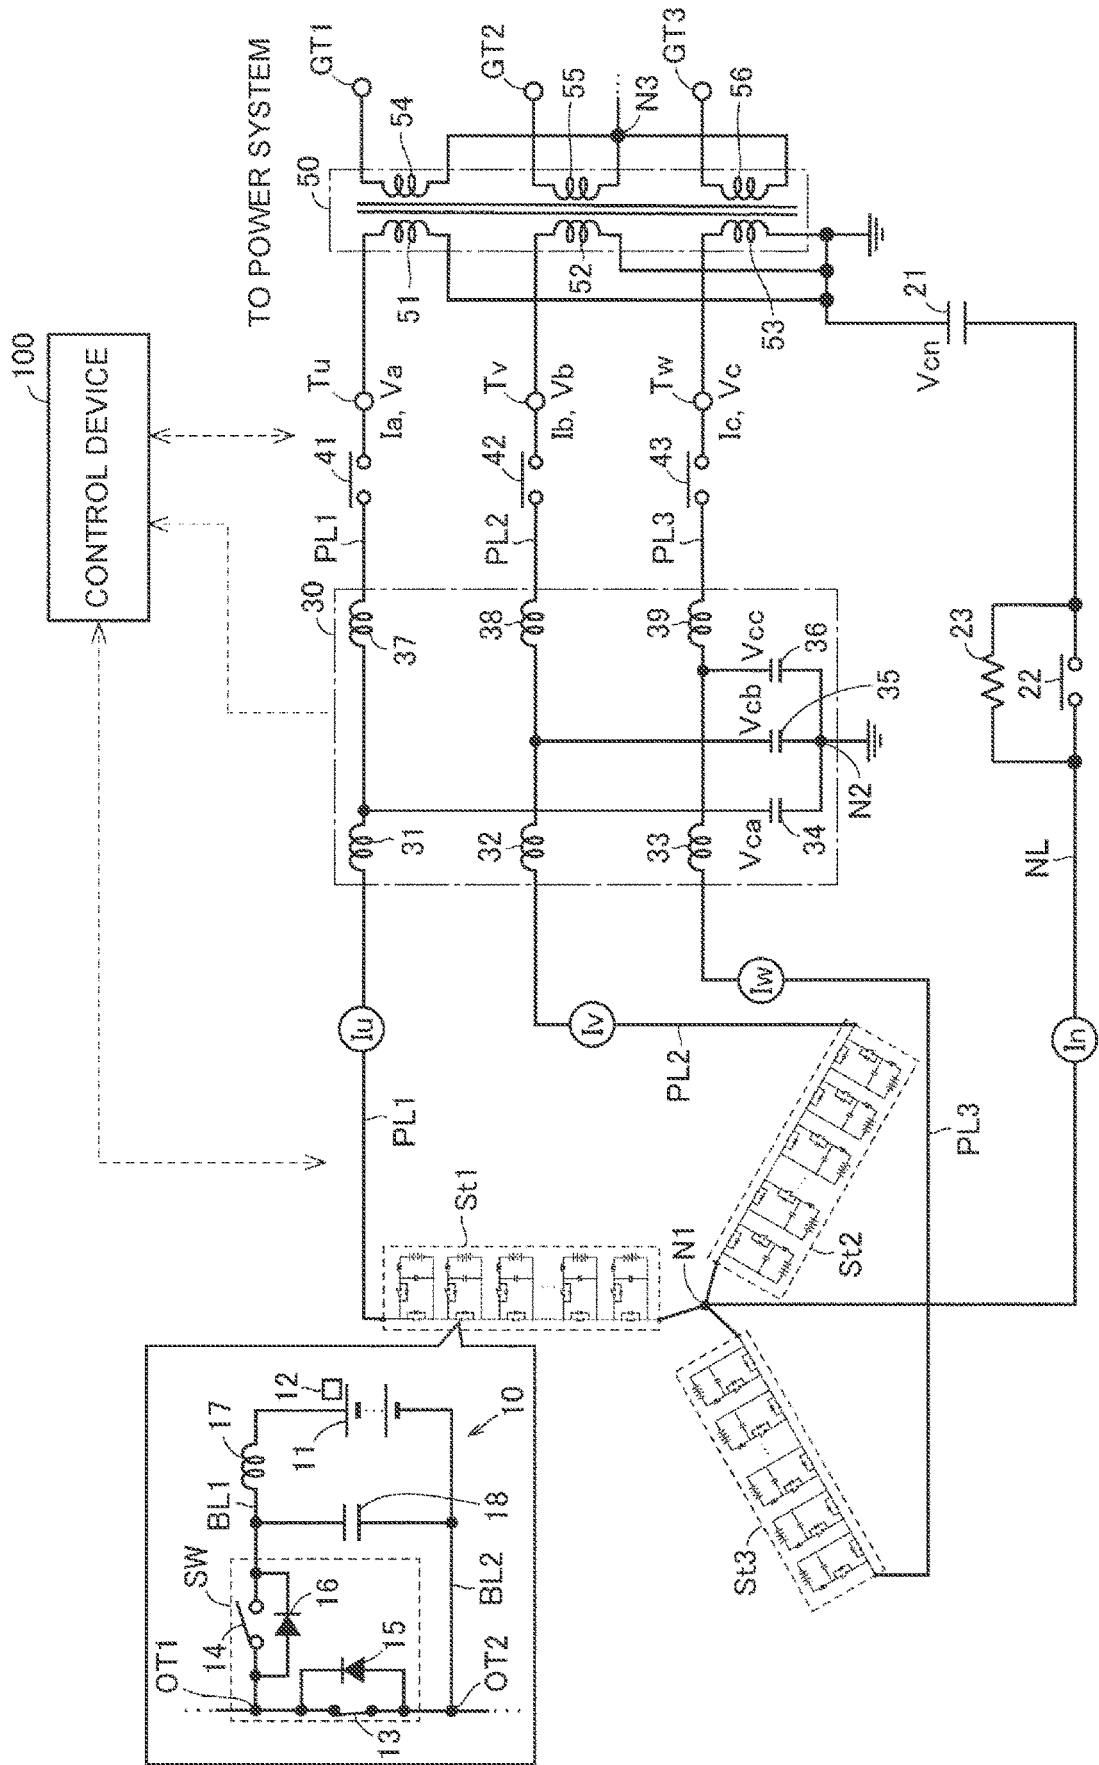 100
CONTROL DEVICE
TO POWER SYSTEM
OT1
SW
BL1
17
12
14
16
11
10
15
18
13
OT2
BL2
St1
PL1
Iu
30
31
37
PL1
41
Tu
Ia, Va
51
50
54
GT1
Iv
PL2
32
38
PL2
42
Tv
Ib, Vb
52
55
GT2
N3
Iw
33
39
PL3
43
Tw
Ic, Vc
53
56
GT3
Vca
Vcb
Vcc
34
35
36
N2
N1
St2
St3
PL3
In
NL
22
23
Vcn
21